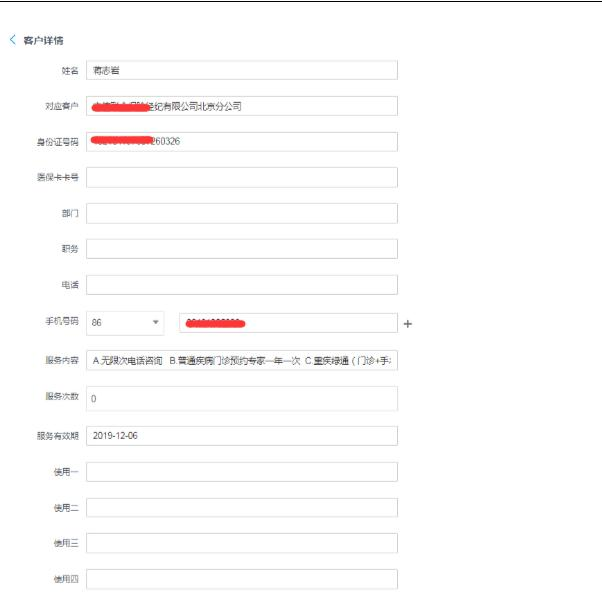 客户详情
姓名 蒋志岩
对应客户 经纪有限公司北京分公司
身份证号码 260326
医保卡卡号
部门
职务
电话
手机号码 86 +
服务内容 A.无限次电话咨询 B.普通疾病门诊预约专家一年一次 C.重疾绿通（门诊+手
服务次数 0
服务有效期 2019-12-06
使用一
使用二
使用三
使用四